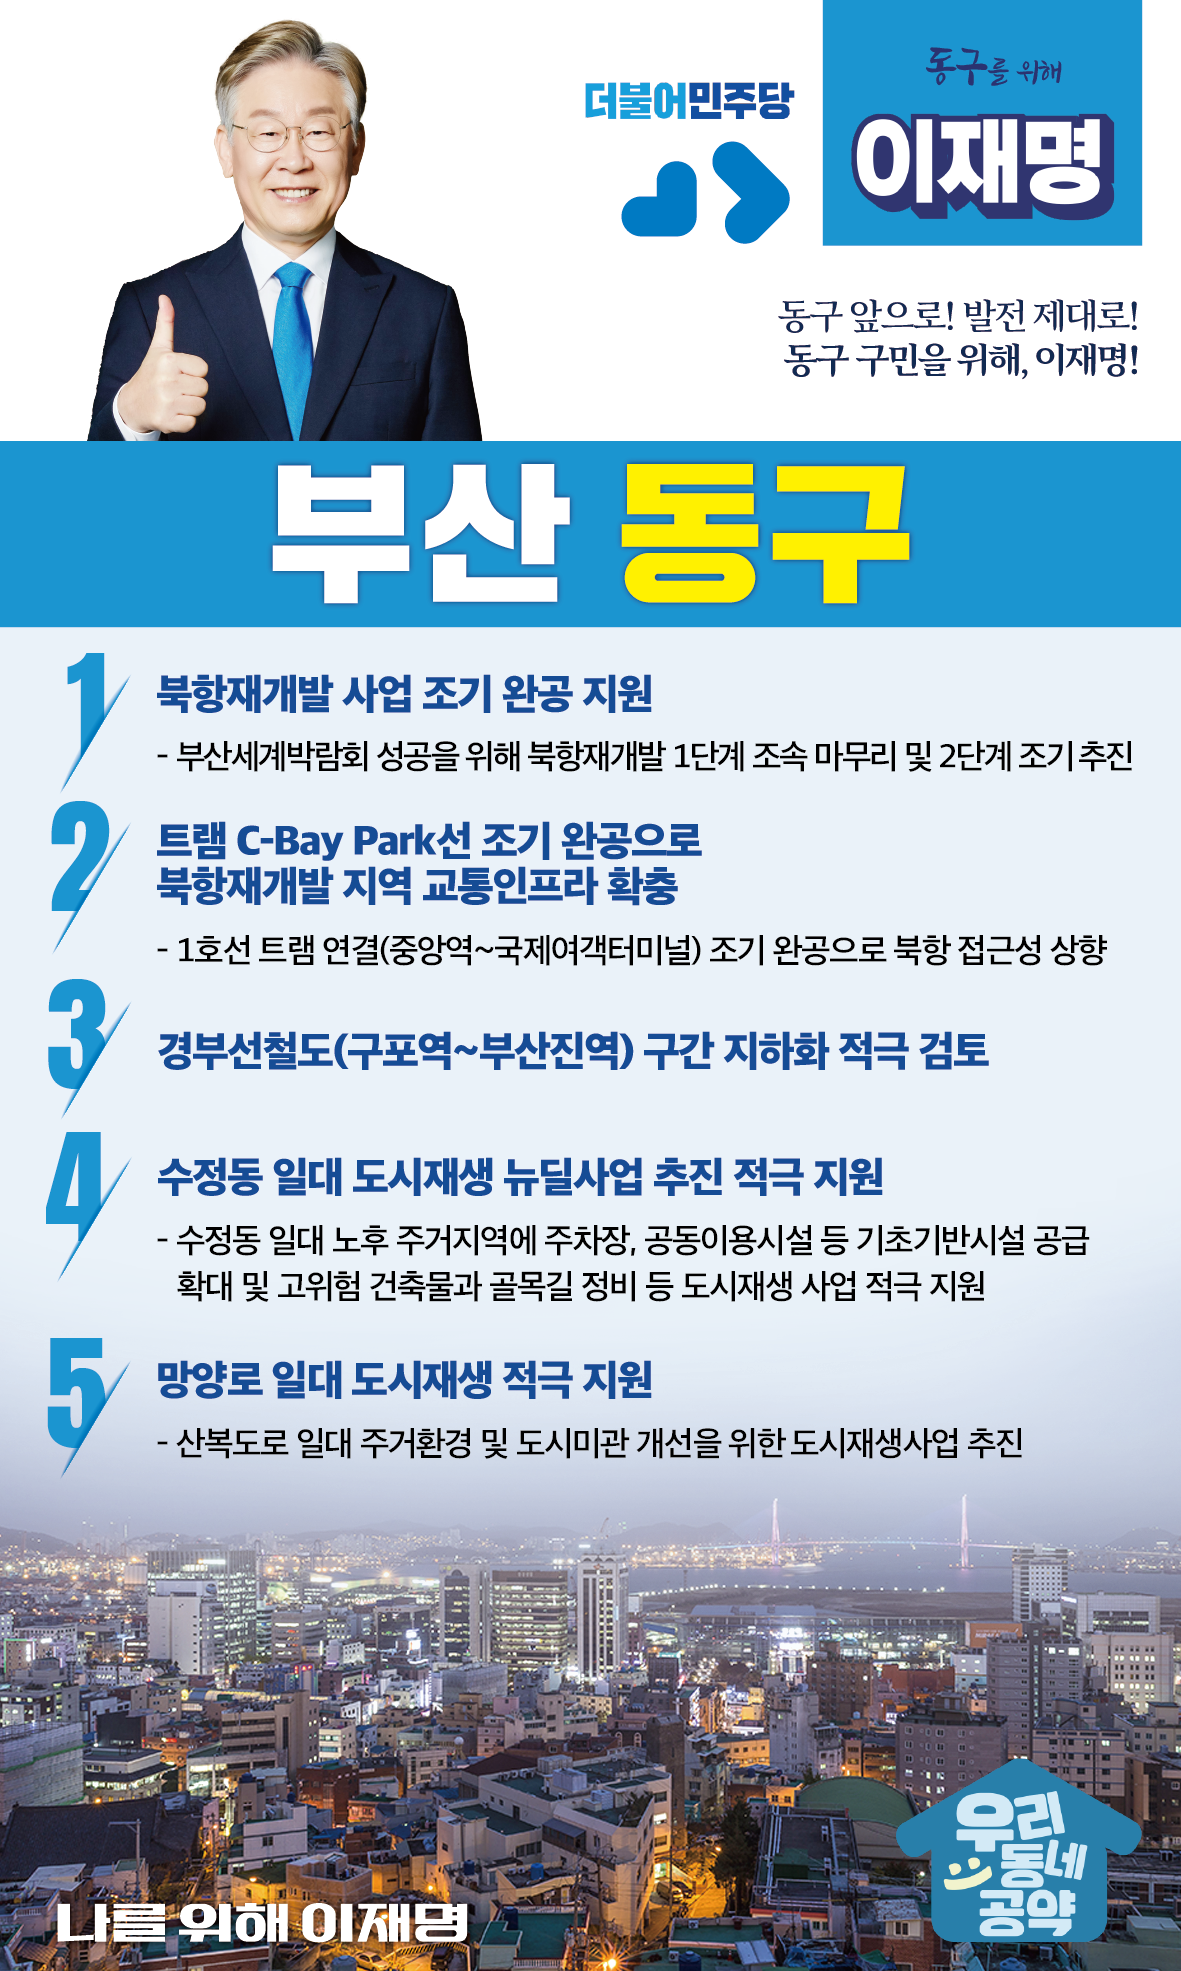 더불어민주당
동구를 위해
이재명
동구 앞으로! 발전 제대로!
동구 구민을 위해, 이재명!
부산 동구
1
북항재개발 사업 조기 완공 지원
- 부산세계박람회 성공을 위해 북항재개발 1단계 조속 마무리 및 2단계 조기 추진
2
트램 C-Bay Park선 조기 완공으로
북항재개발 지역 교통인프라 확충
- 1호선 트램 연결(중앙역~국제여객터미널) 조기 완공으로 북항 접근성 상향
3
경부선철도(구포역~부산진역) 구간 지하화 적극 검토
4
수정동 일대 도시재생 뉴딜사업 추진 적극 지원
- 수정동 일대 노후 주거지역에 주차장, 공동이용시설 등 기초기반시설 공급
확대 및 고위험 건축물과 골목길 정비 등 도시재생 사업 적극 지원
5
망양로 일대 도시재생 적극 지원
- 산복도로 일대 주거환경 및 도시미관 개선을 위한 도시재생사업 추진
우리
동네
공약
나를 위해 이재명